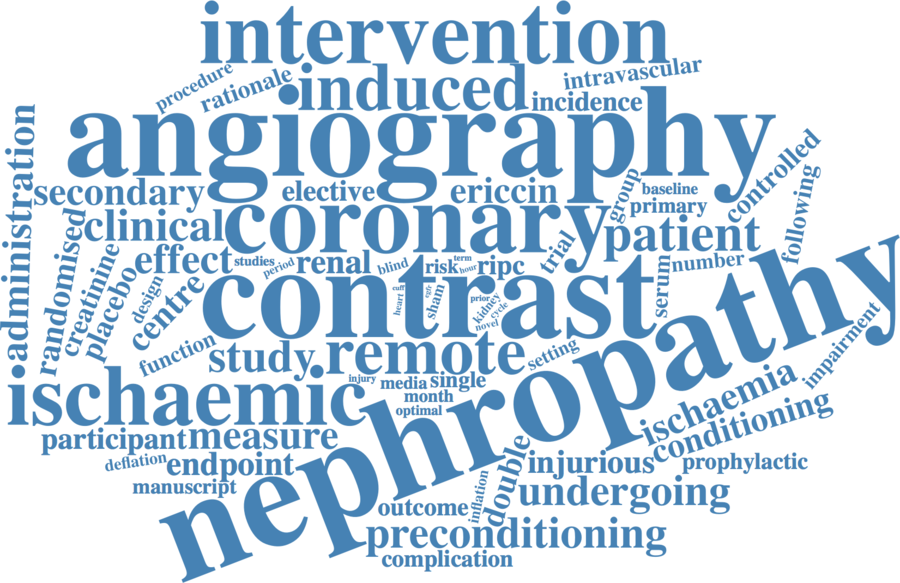 intervention
procedure
rationale
induced
intravascular
incidence
angiography
administration
secondary
elective
ericcin
group
baseline
primary
controlled
following
clinical
coronary
patient
randomised
creatinine
placebo
design
centre
effect
studies
period
renal
blind
risk
term
hour
ripc
trial
serum
number
contrast
cuff
heart
egfr
sham
prior
kidney
cycle
novel
function
study
remote
setting
impairment
ischaemic
injury
media
single
month
optimal
nephropathy
ischaemia
conditioning
participant
measure
deflation
endpoint
manuscript
injurious
prophylactic
double
inflation
undergoing
outcome
preconditioning
complication